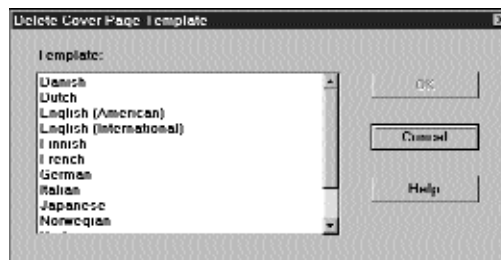 Delete Cover Page Template
Template:
Danish
Dutch
English (American)
English (International)
Finnish
French
German
Italian
Japanese
Norwegian
OK
Cancel
Help